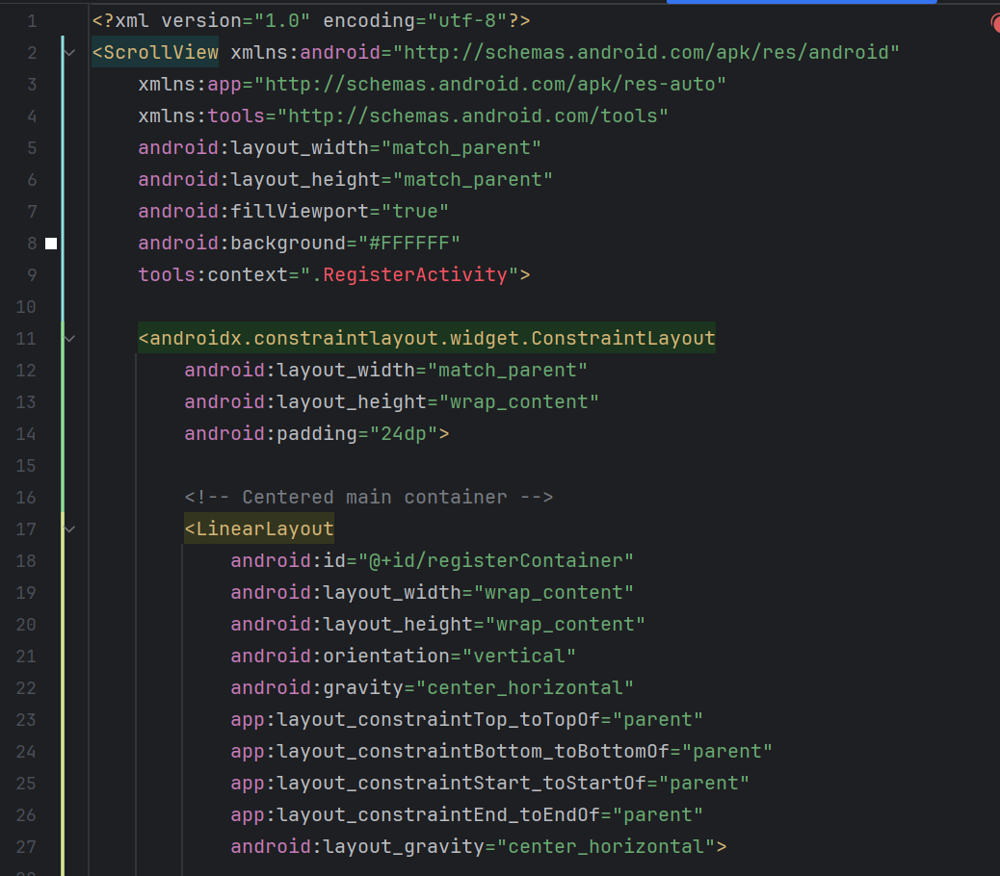 1 <?xml version="1.0" encoding="utf-8"?>
2 <ScrollView xmlns:android="http://schemas.android.com/apk/res/android"
3     xmlns:app="http://schemas.android.com/apk/res-auto"
4     xmlns:tools="http://schemas.android.com/tools"
5     android:layout_width="match_parent"
6     android:layout_height="match_parent"
7     android:fillViewport="true"
8     android:background="#FFFFFF"
9     tools:context=".RegisterActivity">
10
11     <androidx.constraintlayout.widget.ConstraintLayout
12         android:layout_width="match_parent"
13         android:layout_height="wrap_content"
14         android:padding="24dp">
15
16         <!-- Centered main container -->
17         <LinearLayout
18             android:id="@+id/registerContainer"
19             android:layout_width="wrap_content"
20             android:layout_height="wrap_content"
21             android:orientation="vertical"
22             android:gravity="center_horizontal"
23             app:layout_constraintTop_toTopOf="parent"
24             app:layout_constraintBottom_toBottomOf="parent"
25             app:layout_constraintStart_toStartOf="parent"
26             app:layout_constraintEnd_toEndOf="parent"
27             android:layout_gravity="center_horizontal">